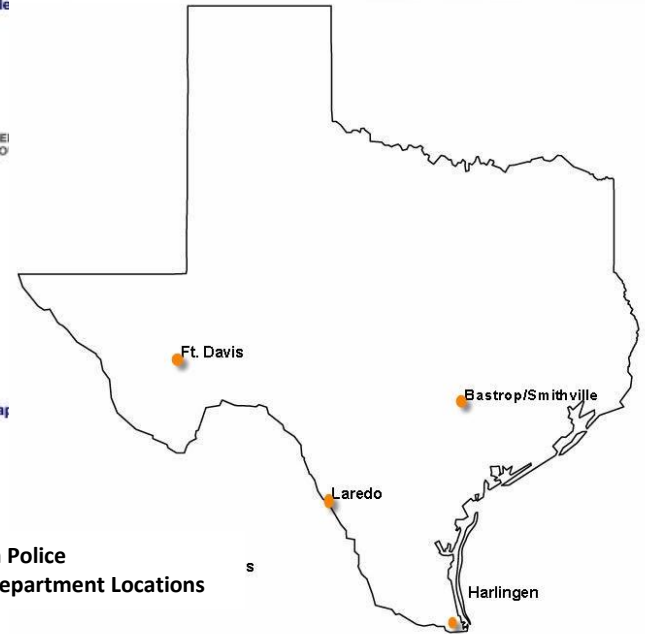 Ft. Davis
Bastrop/Smithville
Laredo
Harlingen
Police
epartment Locations
s